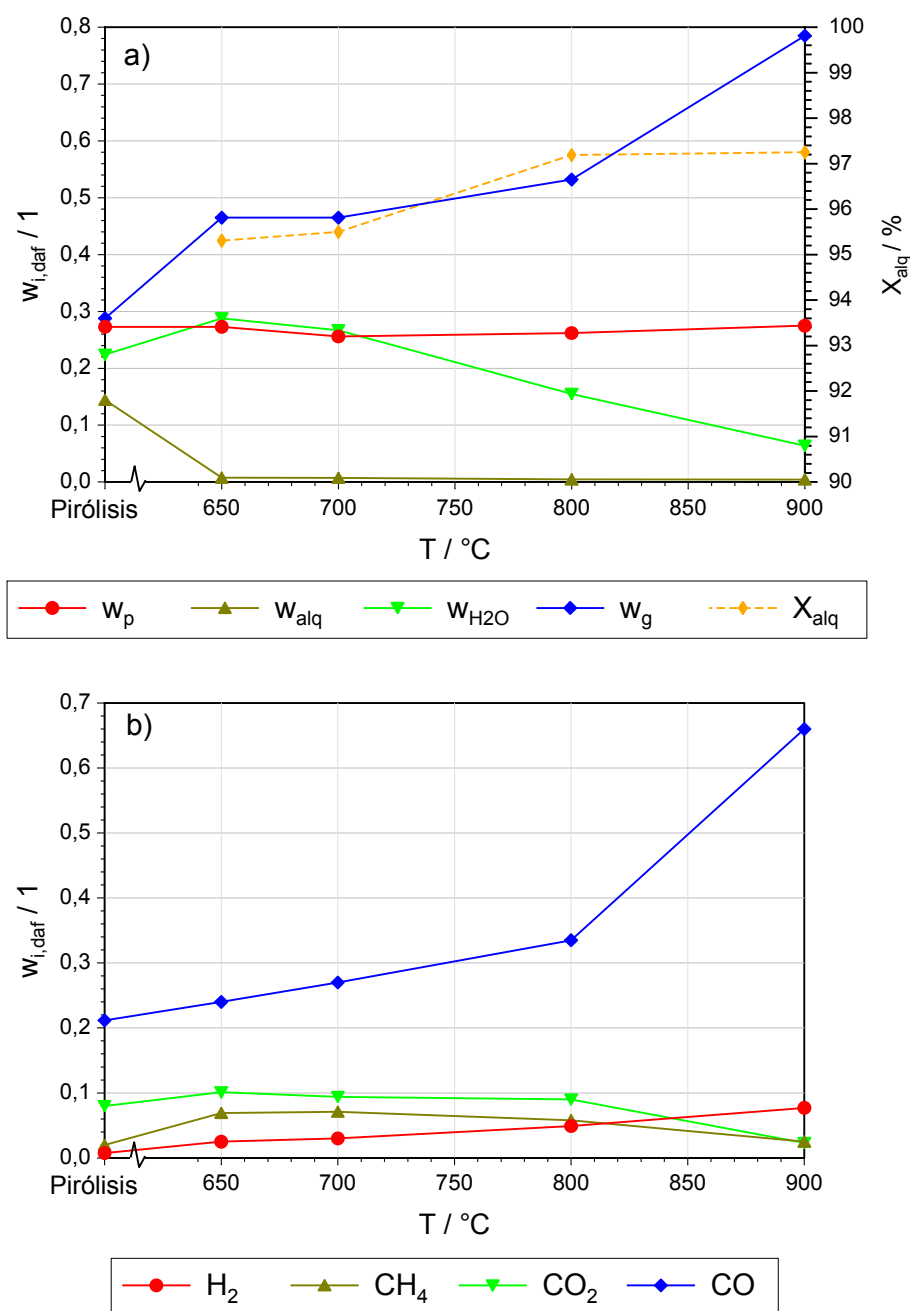 a)
0,8
0,7
0,6
0,5
0,4
0,3
0,2
0,1
0,0
w_i,daf / 1
100
99
98
97
96
95
94
93
92
91
90
X_alq / %
Pirólisis 650 700 750 800 850 900
T / °C
w_p w_alq w_H2O w_g X_alq
b)
0,7
0,6
0,5
0,4
0,3
0,2
0,1
0,0
w_i,daf / 1
Pirólisis 650 700 750 800 850 900
T / °C
H_2 CH_4 CO_2 CO